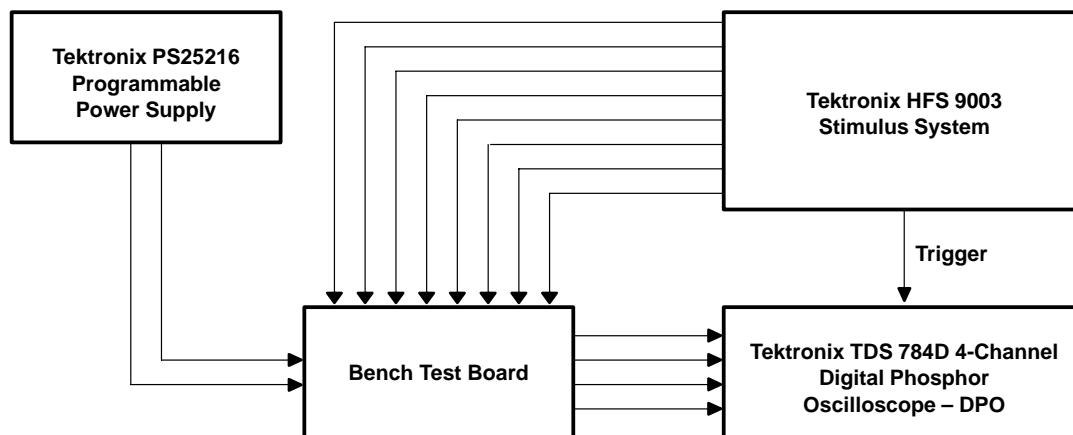 Tektronix PS25216
Programmable
Power Supply
Tektronix HFS 9003
Stimulus System
Trigger
Bench Test Board
Tektronix TDS 784D 4-Channel
Digital Phosphor
Oscilloscope – DPO